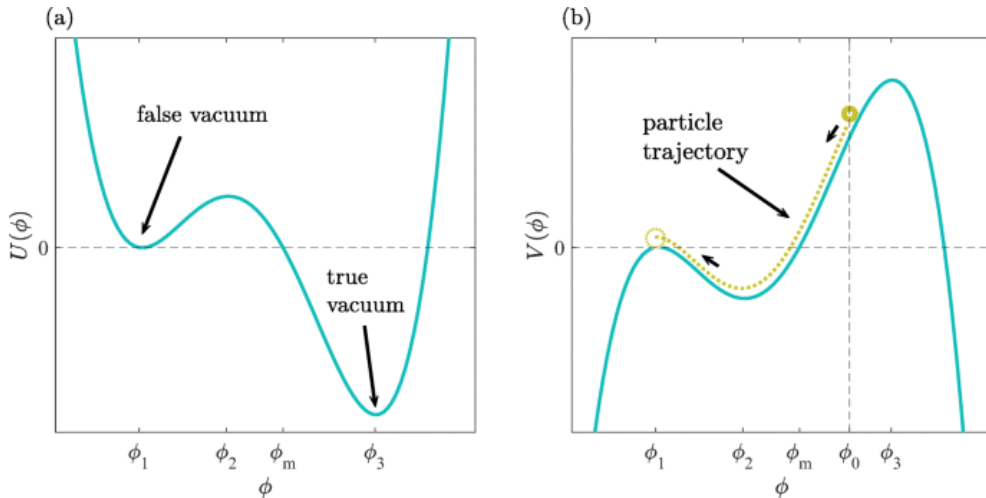 (a)
false vacuum
U(ϕ)
0
true
vacuum
ϕ₁ ϕ₂ ϕₘ ϕ₃
ϕ
(b)
particle
trajectory
V(ϕ)
0
ϕ₁ ϕ₂ ϕₘ ϕ₀ ϕ₃
ϕ